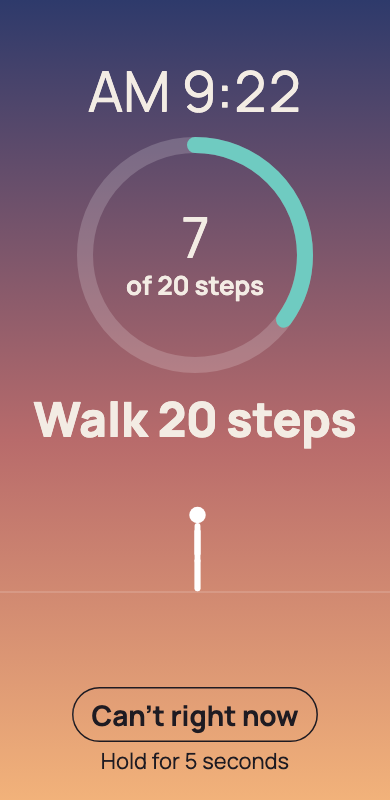 AM 9:22
7
of 20 steps
Walk 20 steps
Can't right now
Hold for 5 seconds